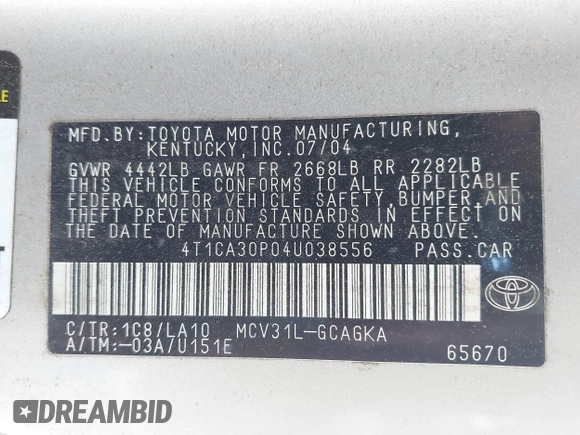 LE
MFD.BY:TOYOTA MOTOR MANUFACTURING,
KENTUCKY,INC.07/04
GVWR 4442LB GAWR FR 2668LB RR 2282LB
THIS VEHICLE CONFORMS TO ALL APPLICABLE
FEDERAL MOTOR VEHICLE SAFETY, BUMPER, AND
THEFT PREVENTION STANDARDS IN EFFECT ON
THE DATE OF MANUFACTURE SHOWN ABOVE.
4T1CA30P04U038556 PASS.CAR
C/TR:1C8/LA10 MCV31L-GCAGKA
A/TM:-03A/U151E 65670
TOYOTA
T
DREAMBID